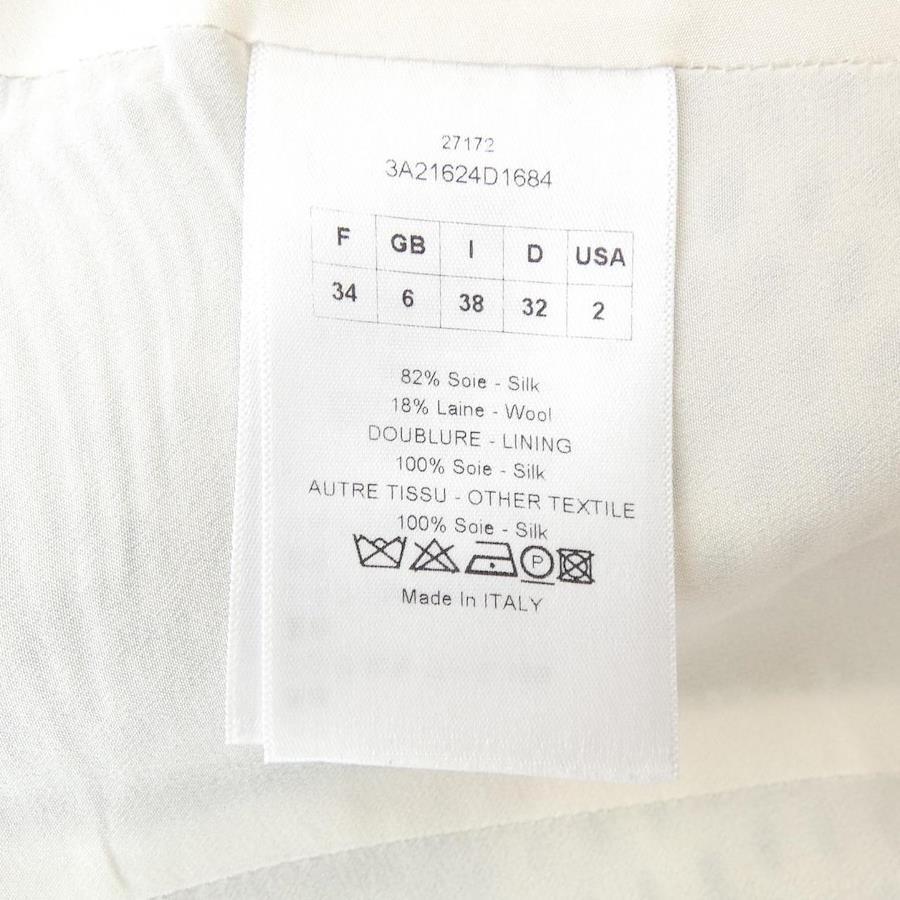 27172
3A21624D1684
F GB I D USA
34 6 38 32 2
82% Soie - Silk
18% Laine - Wool
DOUBLURE - LINING
100% Soie - Silk
AUTRE TISSU - OTHER TEXTILE
100% Soie - Silk
P
Made In ITALY